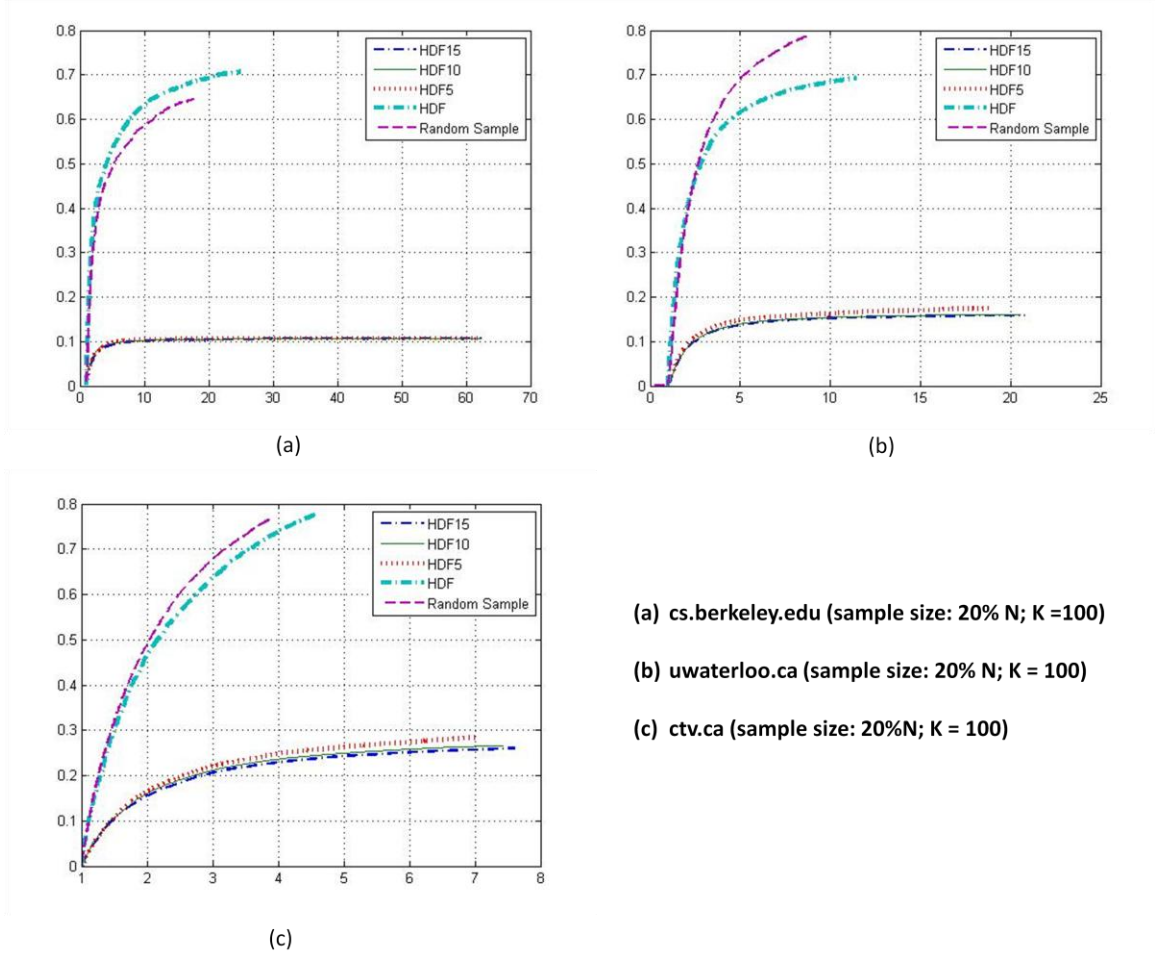 0.8
0.7
0.6
0.5
0.4
0.3
0.2
0.1
0
0 10 20 30 40 50 60 70
HDF15
HDF10
HDF5
HDF
Random Sample
(a)
0.8
0.7
0.6
0.5
0.4
0.3
0.2
0.1
0
0 5 10 15 20 25
HDF15
HDF10
HDF5
HDF
Random Sample
(b)
0.8
0.7
0.6
0.5
0.4
0.3
0.2
0.1
0
1 2 3 4 5 6 7 8
HDF15
HDF10
HDF5
HDF
Random Sample
(c)
(a) cs.berkeley.edu (sample size: 20% N; K =100)
(b) uwaterloo.ca (sample size: 20% N; K = 100)
(c) ctv.ca (sample size: 20%N; K = 100)